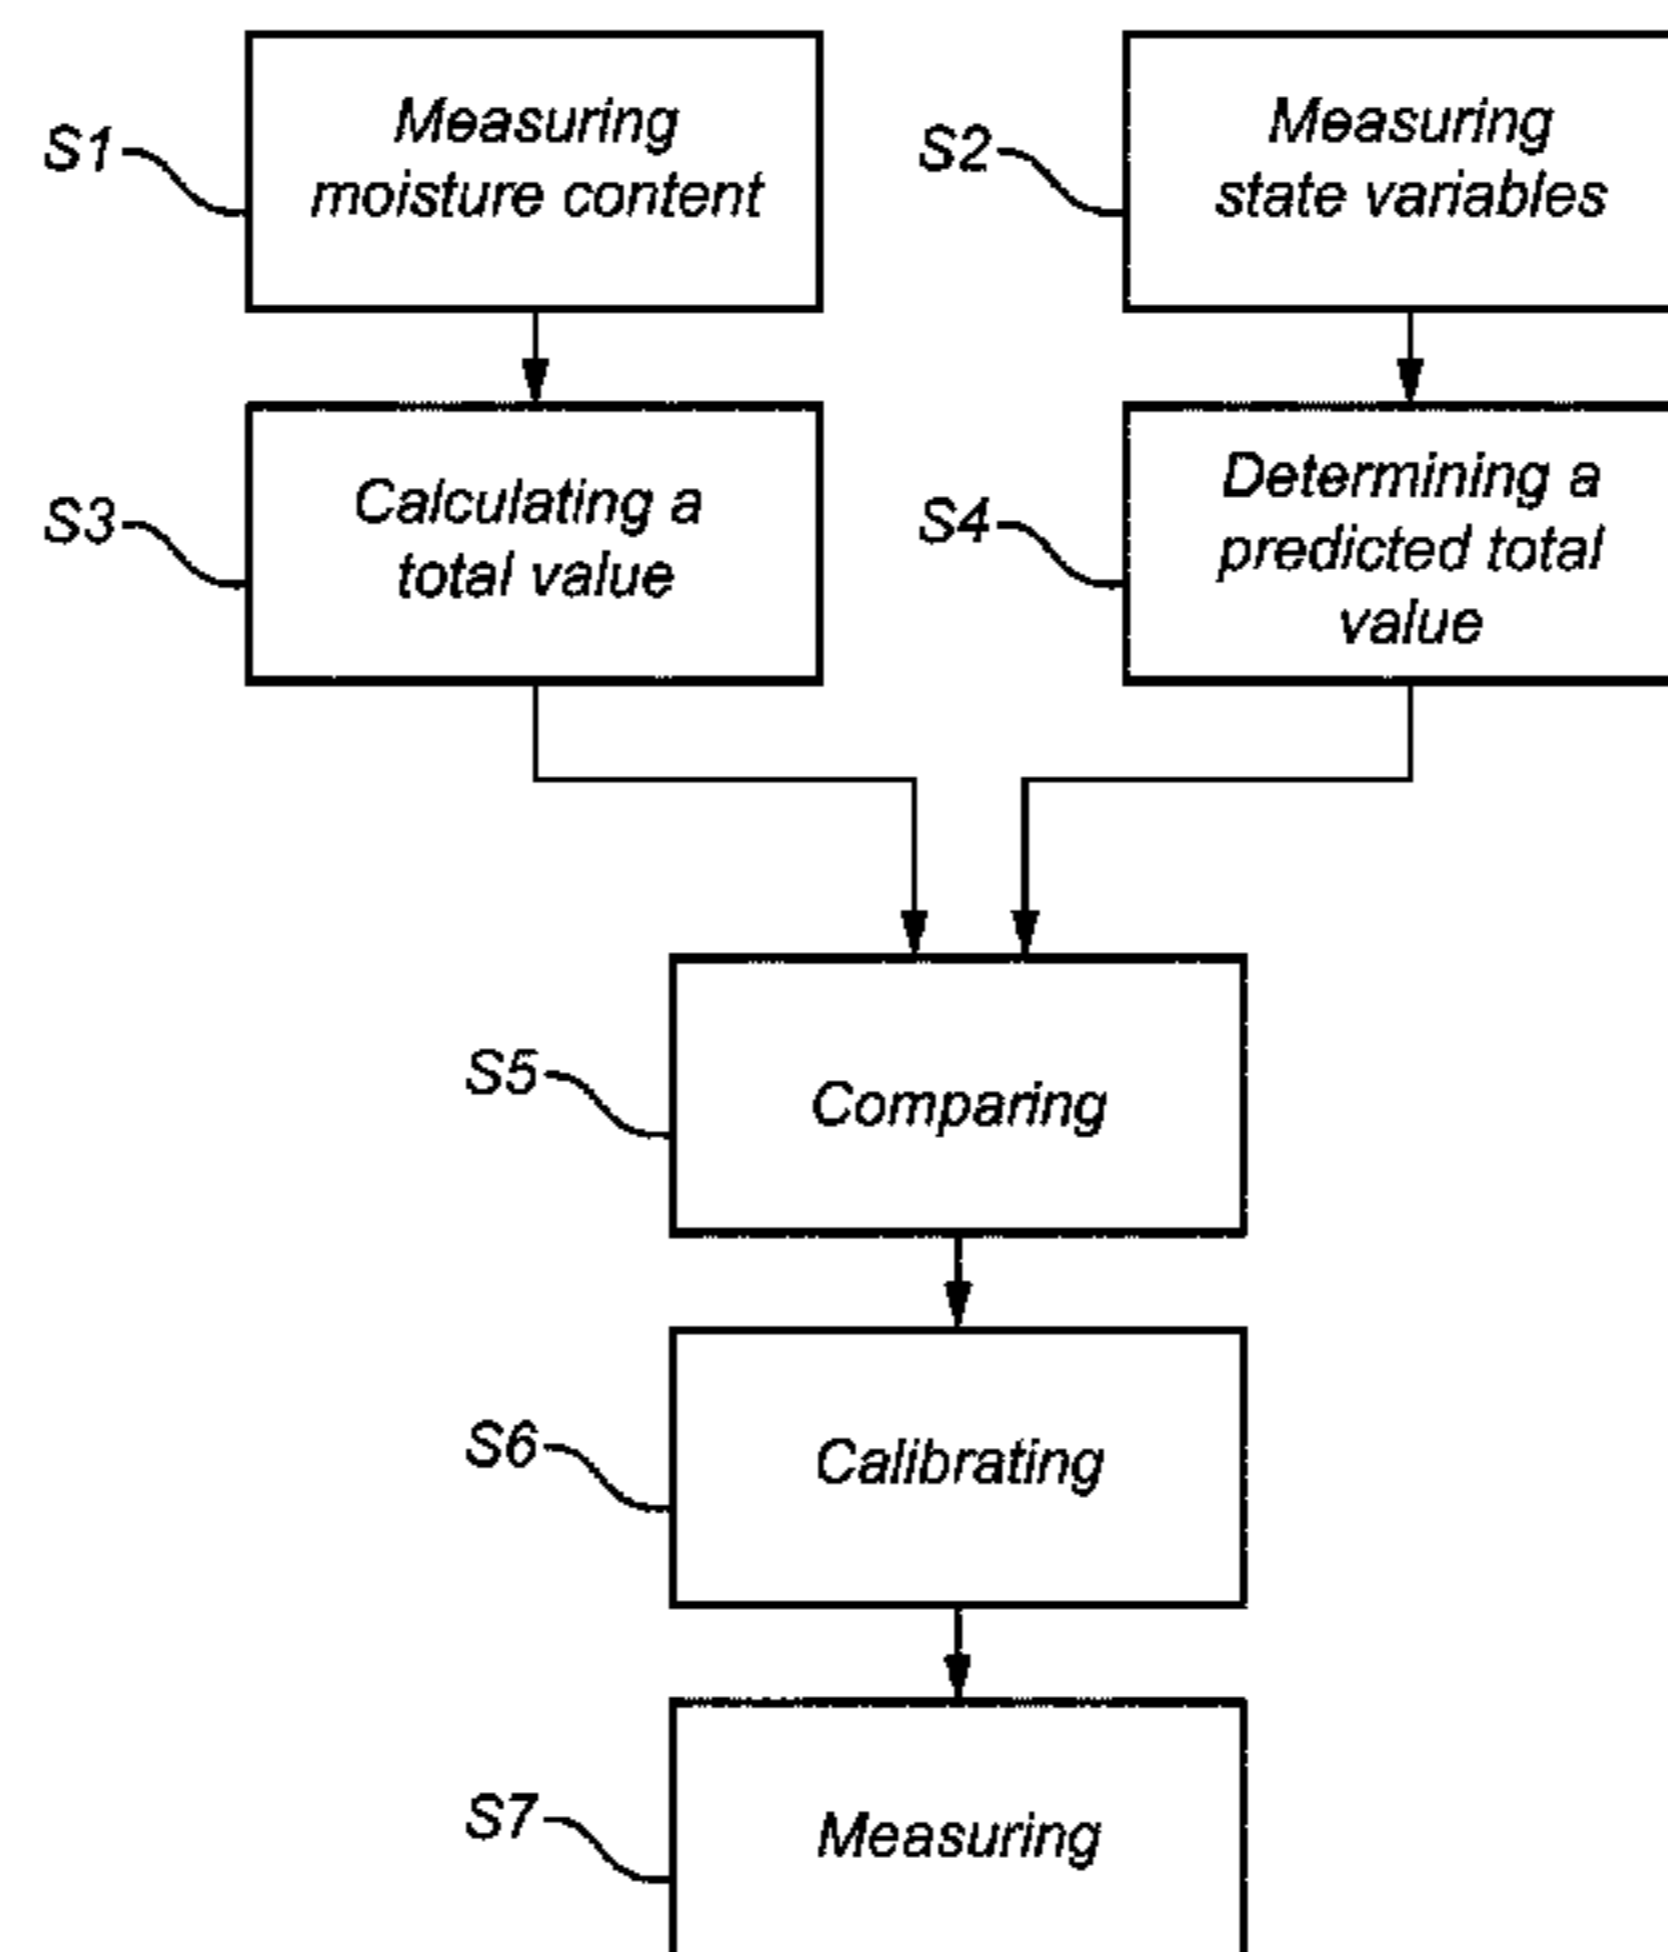 S1
Measuring
moisture content
S2
Measuring
state variables
S3
Calculating a
total value
S4
Determining a
predicted total
value
S5
Comparing
S6
Calibrating
S7
Measuring